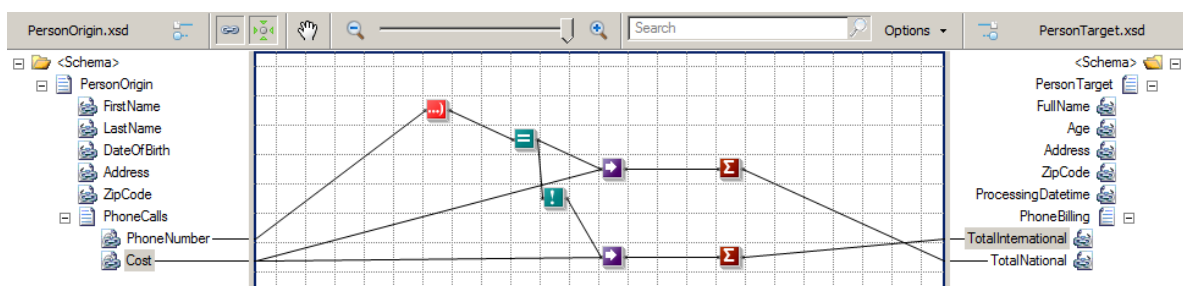 PersonOrigin.xsd Search Options PersonTarget.xsd
<Schema> <Schema>
PersonOrigin PersonTarget
FirstName FullName
LastName Age
DateOfBirth Address
Address ZipCode
ZipCode ProcessingDatetime
PhoneCalls PhoneBilling
PhoneNumber TotalInternational
Cost TotalNational